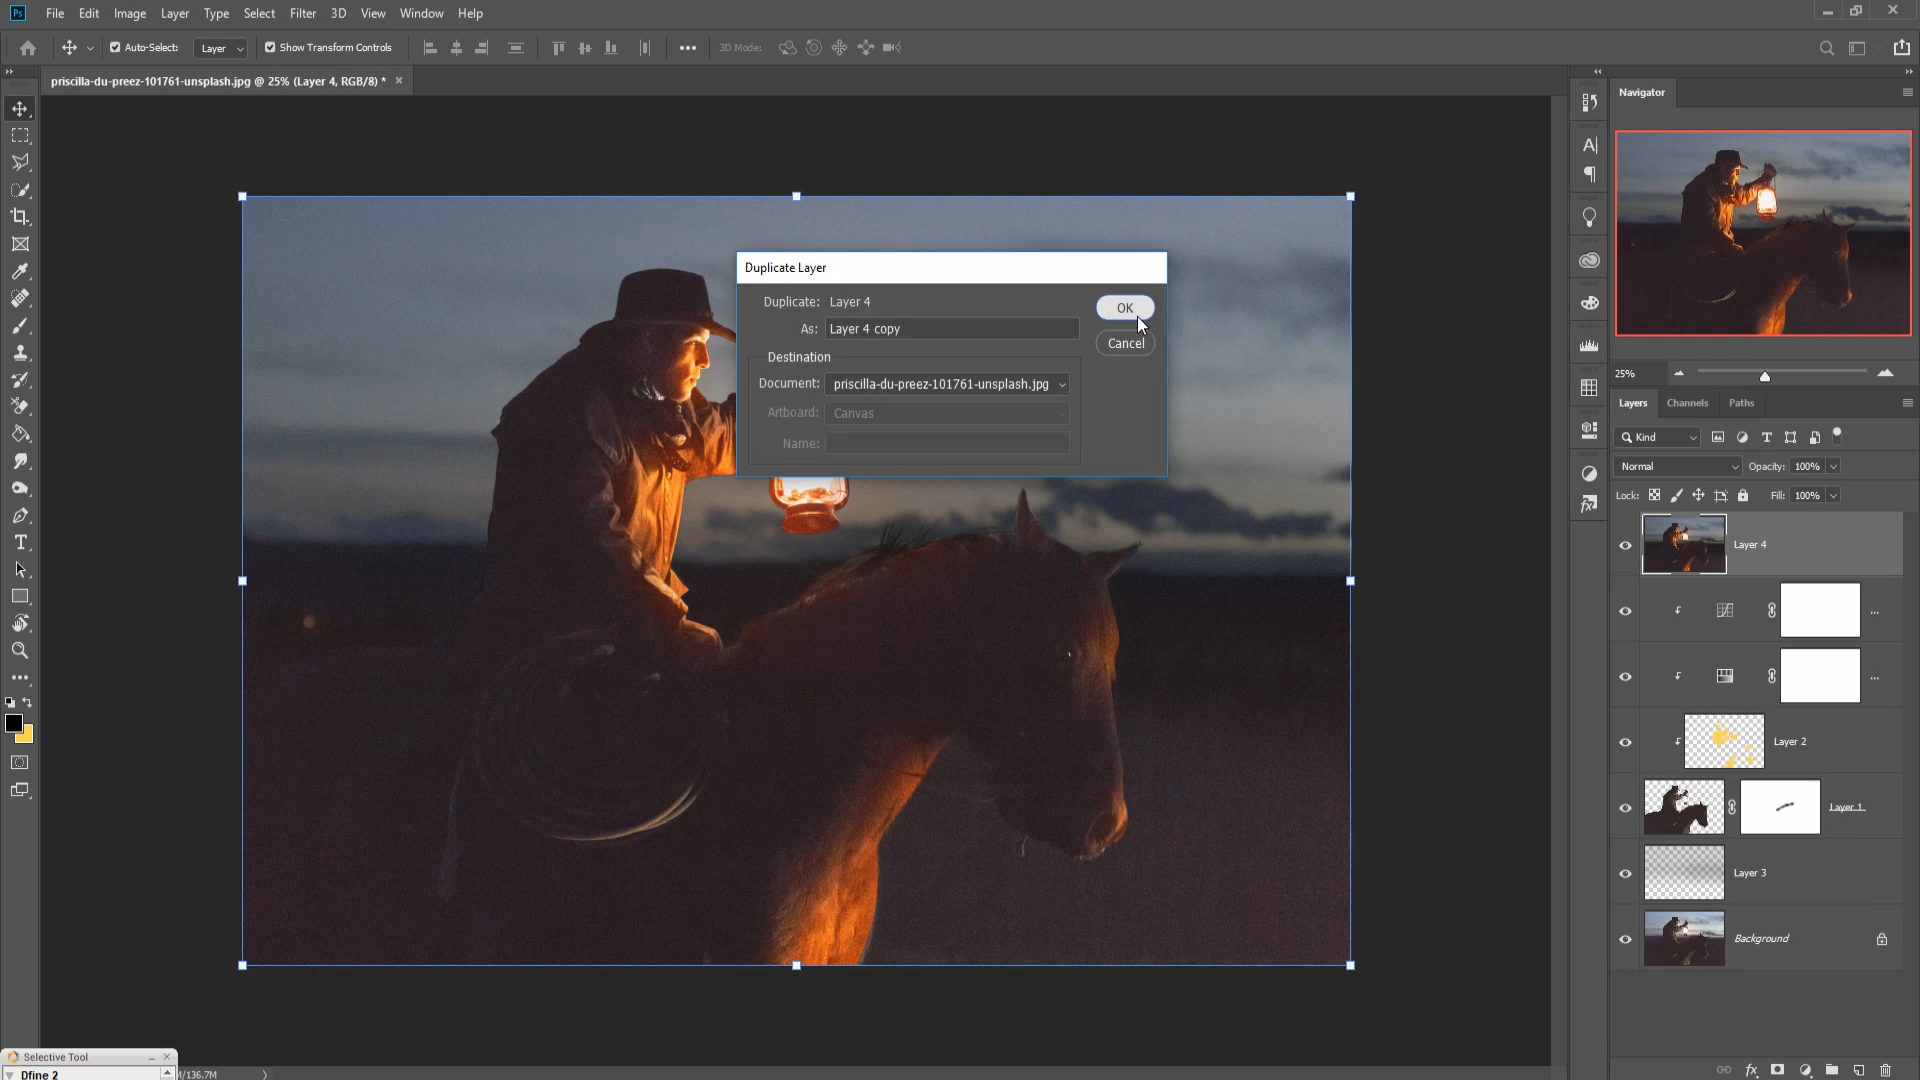 Ps File Edit Image Layer Type Select Filter 3D View Window Help
Auto-Select: Layer Show Transform Controls 3D Mode:
priscilla-du-preez-101761-unsplash.jpg @ 25% (Layer 4, RGB/8) *
Navigator
Duplicate Layer
Duplicate: Layer 4
OK
As: Layer 4 copy
Cancel
Destination
Document: priscilla-du-preez-101761-unsplash.jpg
Artboard: Canvas
Name:
25%
Layers Channels Paths
Kind
Normal Opacity: 100%
Lock: Fill: 100%
Layer 4
Layer 2
Layer 1
Layer 3
Background
Selective Tool
Dfine 2
/136.7M